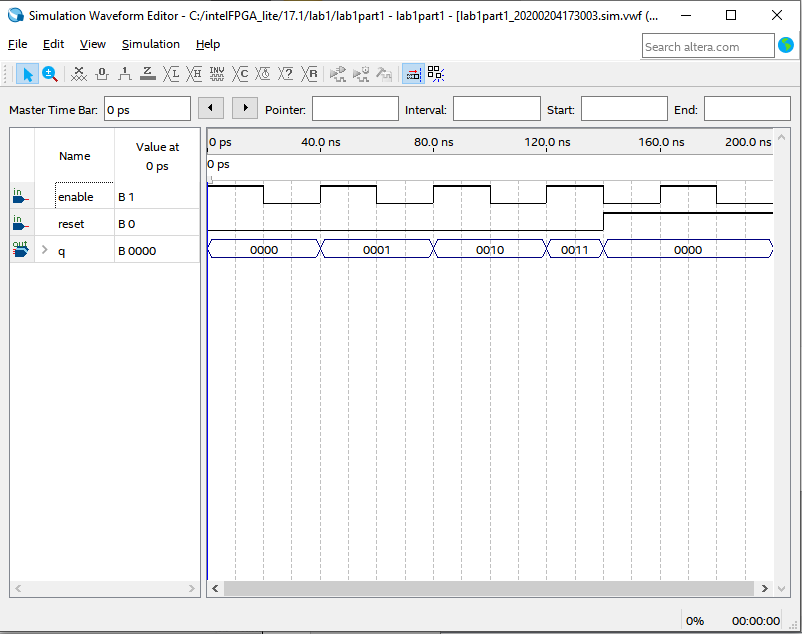 Simulation Waveform Editor - C:/intelFPGA_lite/17.1/lab1/lab1part1 - lab1part1 - [lab1part1_20200204173003.sim.vwf (...
File Edit View Simulation Help
Search altera.com
Master Time Bar: 0 ps Pointer: Interval: Start: End:
Name Value at 0 ps
0 ps 40.0 ns 80.0 ns 120.0 ns 160.0 ns 200.0 ns
0 ps
in enable B 1
in reset B 0
out q B 0000 0000 0001 0010 0011 0000
0% 00:00:00